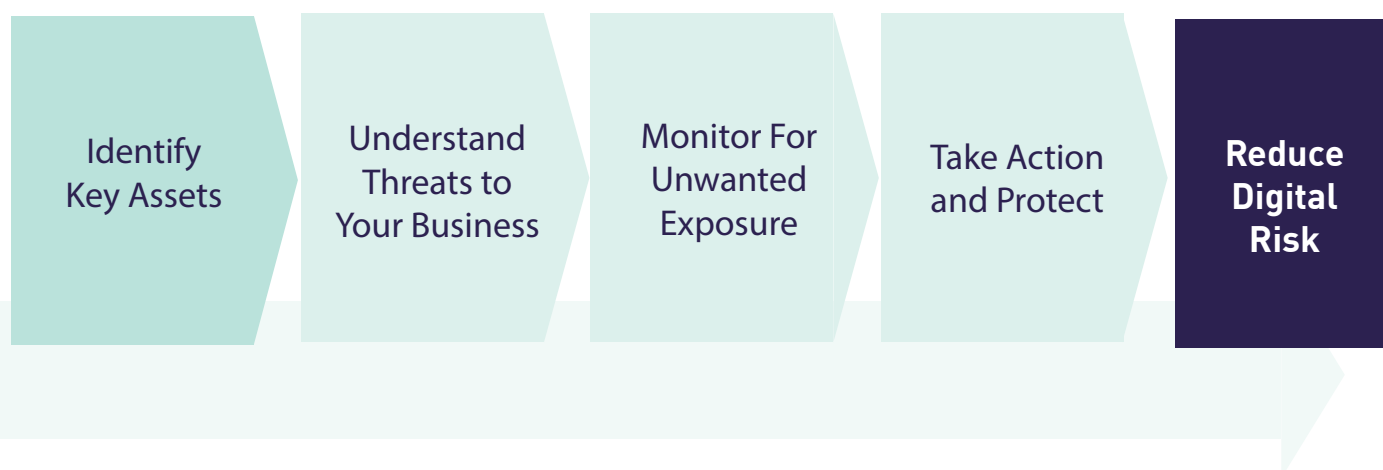 Identify
Key Assets
Understand
Threats to
Your Business
Monitor For
Unwanted
Exposure
Take Action
and Protect
Reduce
Digital
Risk